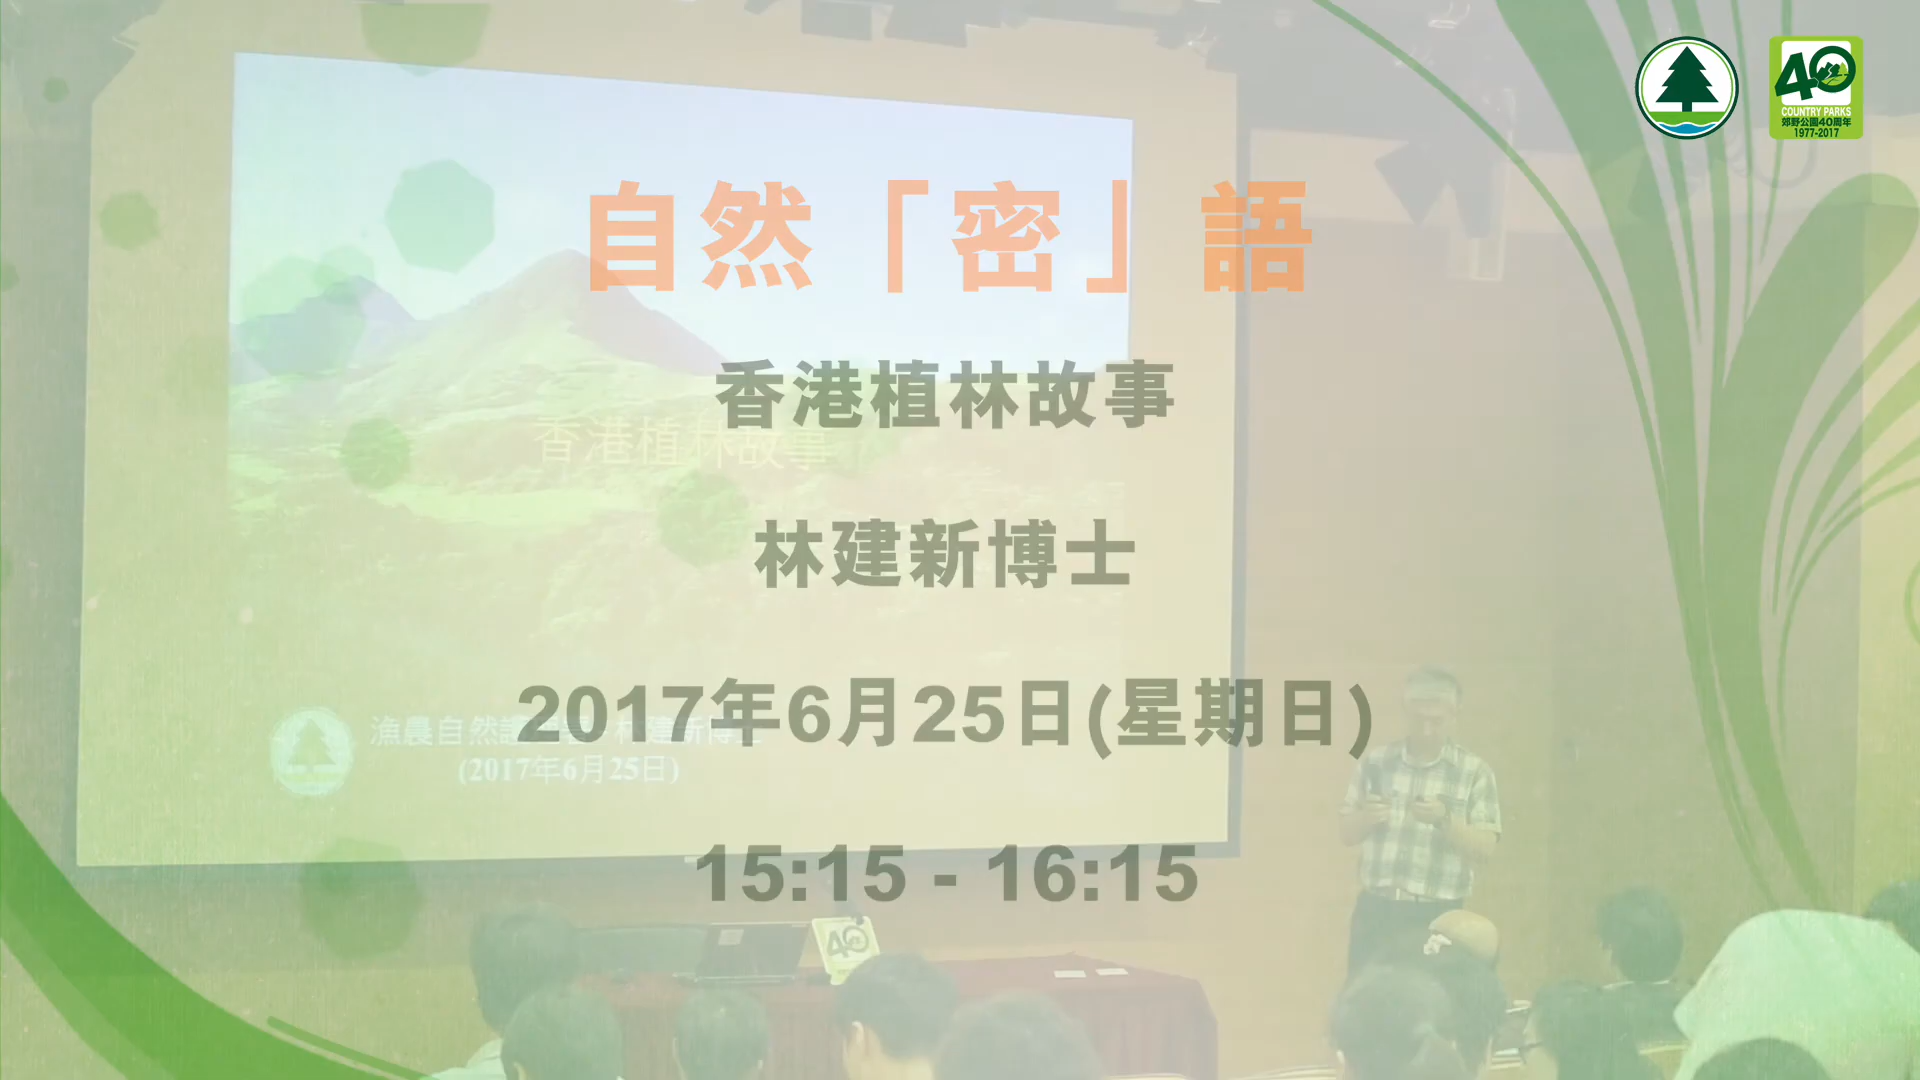 40
COUNTRY PARKS
郊野公園40周年
1977-2017
自然「密」語
香港植林故事
香港植林故事
林建新博士
2017年6月25日(星期日)
(2017年6月25日)
15:15 - 16:15
40